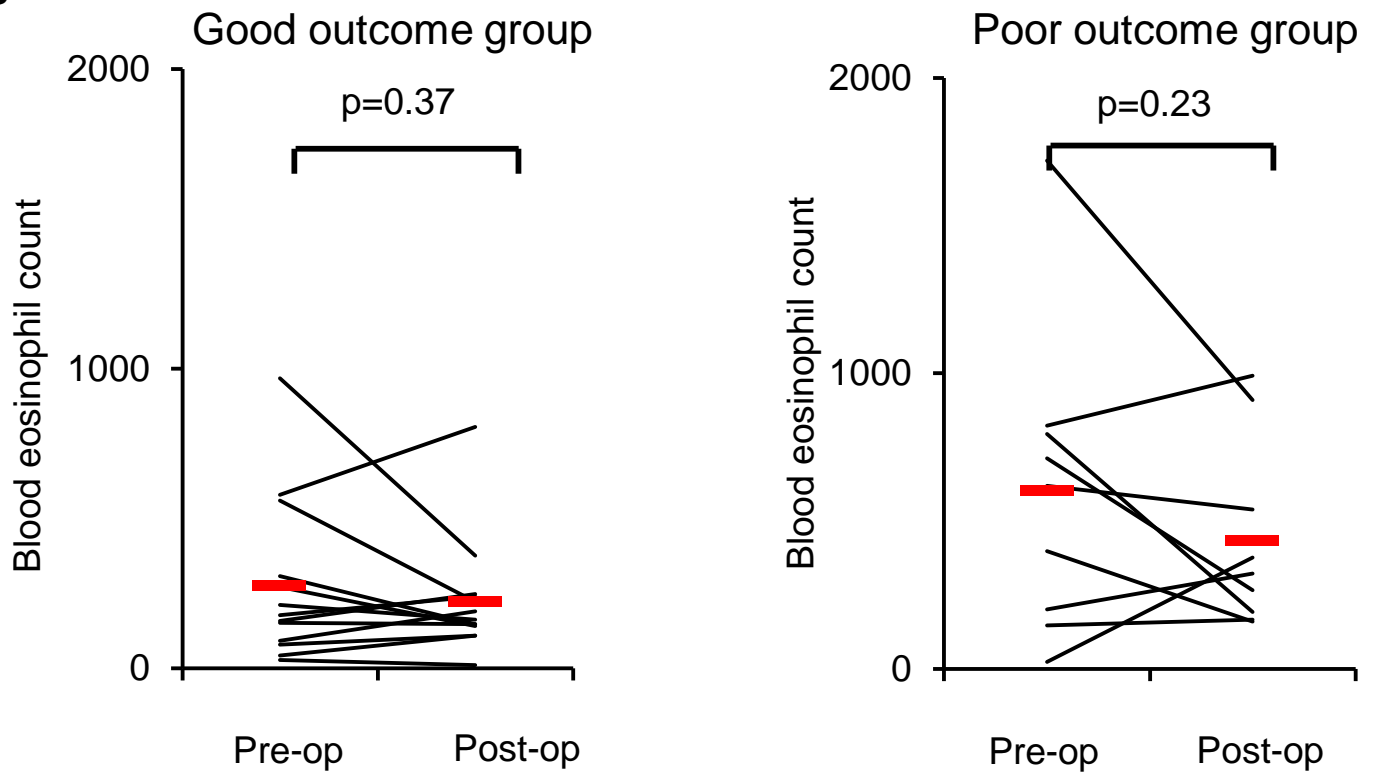 Good outcome group
2000
p=0.37
Blood eosinophil count
1000
0
Pre-op
Post-op
Poor outcome group
2000
p=0.23
Blood eosinophil count
1000
0
Pre-op
Post-op